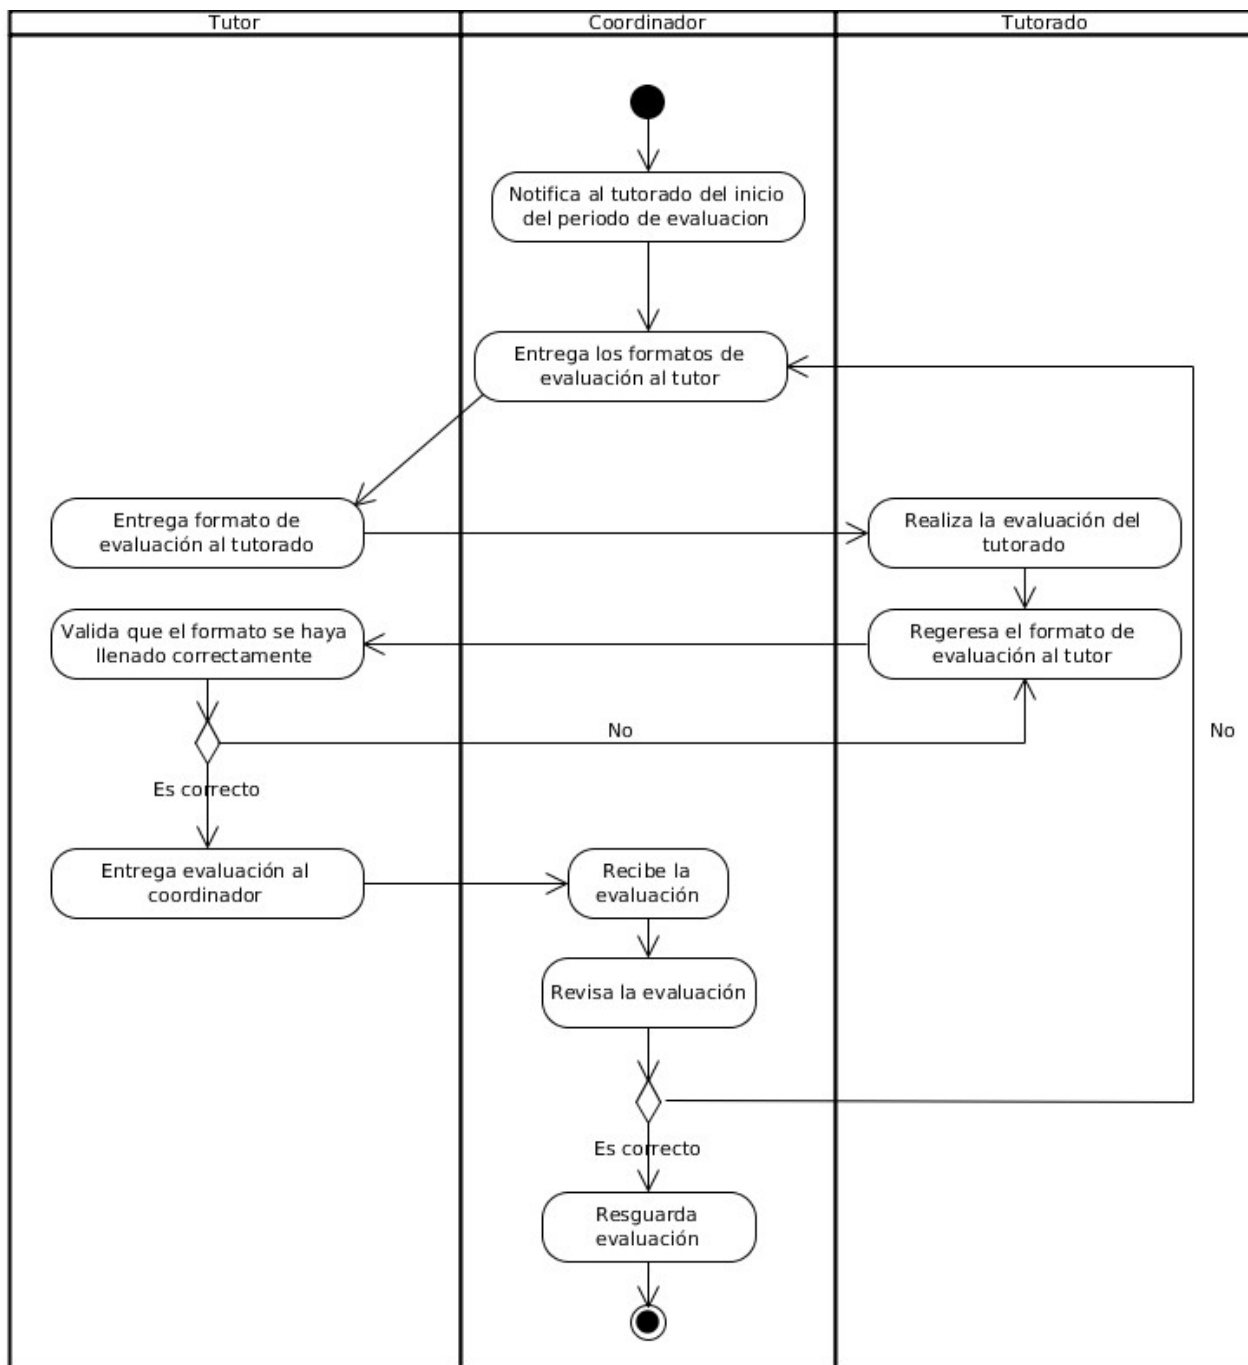 Tutor
Coordinador
Tutorado
Notifica al tutorado del inicio
del periodo de evaluacion
Entrega los formatos de
evaluación al tutor
Entrega formato de
evaluación al tutorado
Realiza la evaluación del
tutorado
Valida que el formato se haya
llenado correctamente
Regeresa el formato de
evaluación al tutor
No
No
Es correcto
Entrega evaluación al
coordinador
Recibe la
evaluación
Revisa la evaluación
Es correcto
Resguarda
evaluación